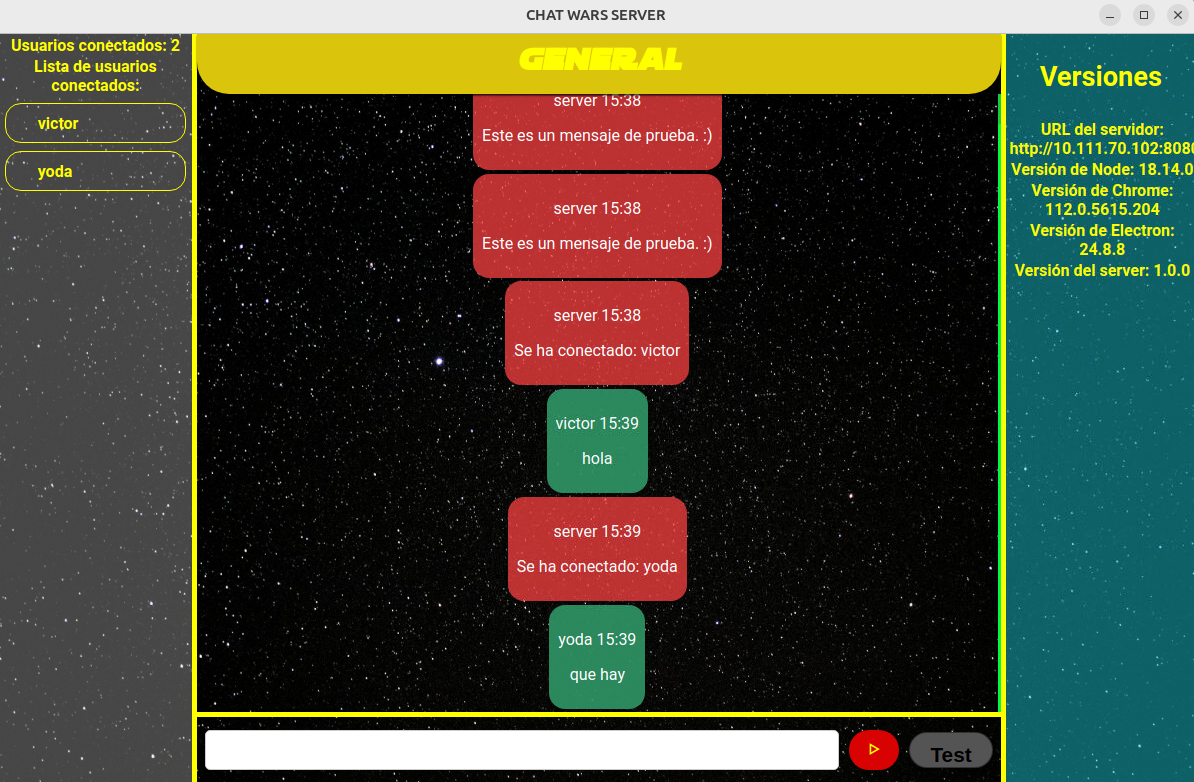 CHAT WARS SERVER
Usuarios conectados: 2
Lista de usuarios
conectados:
victor
yoda
GENERAL
server 15:38
Este es un mensaje de prueba. :)
server 15:38
Este es un mensaje de prueba. :)
server 15:38
Se ha conectado: victor
victor 15:39
hola
server 15:39
Se ha conectado: yoda
yoda 15:39
que hay
Test
Versiones
URL del servidor:
http://10.111.70.102:8080
Versión de Node: 18.14.0
Versión de Chrome:
112.0.5615.204
Versión de Electron:
24.8.8
Versión del server: 1.0.0